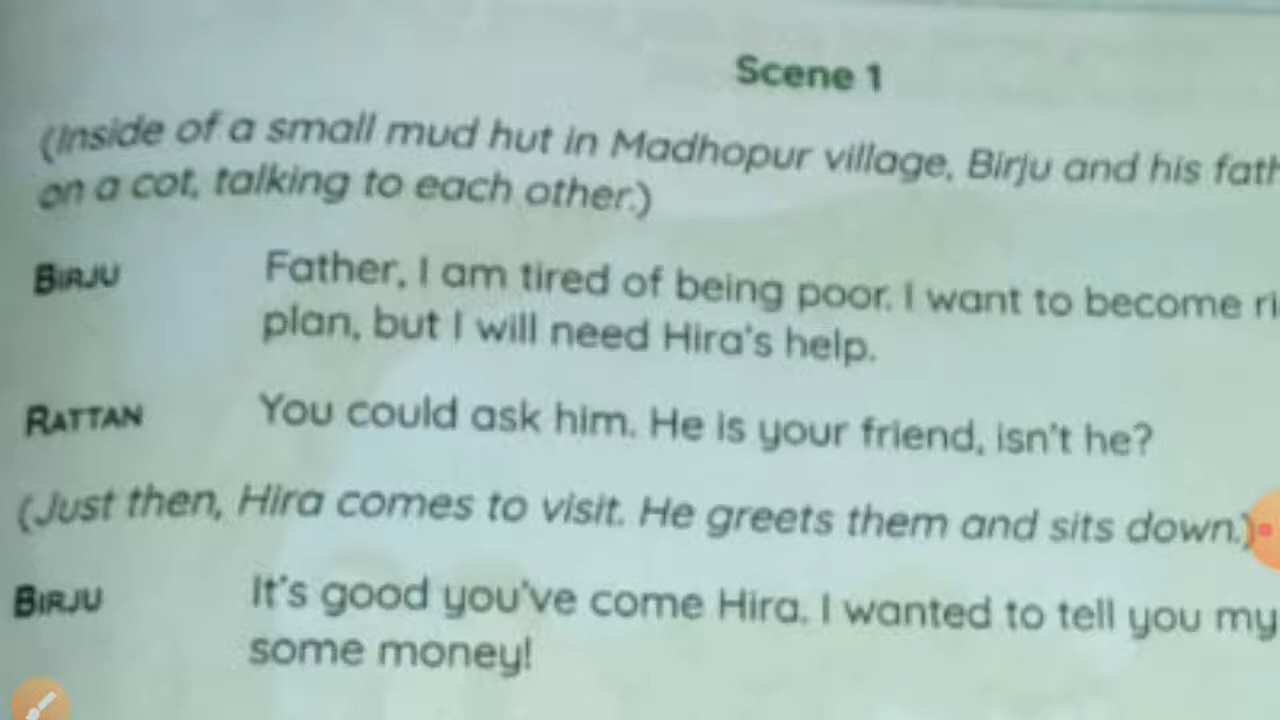 Scene 1
(Inside of a small mud hut in Madhopur village, Birju and his
on a cot, talking to each other.)
BIRJU Father, I am tired of being poor. I want to become
plan, but I will need Hira's help.
RATTAN You could ask him. He is your friend, isn't he?
(Just then, Hira comes to visit. He greets them and sits down.)
BIRJU It's good you've come Hira. I wanted to tell you my
some money!